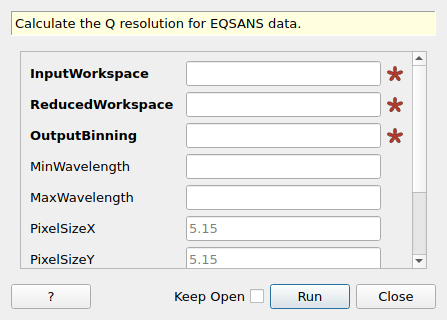 Calculate the Q resolution for EQSANS data.
InputWorkspace
ReducedWorkspace
OutputBinning
MinWavelength
MaxWavelength
PixelSizeX 5.15
PixelSizeY 5.15
? Keep Open Run Close